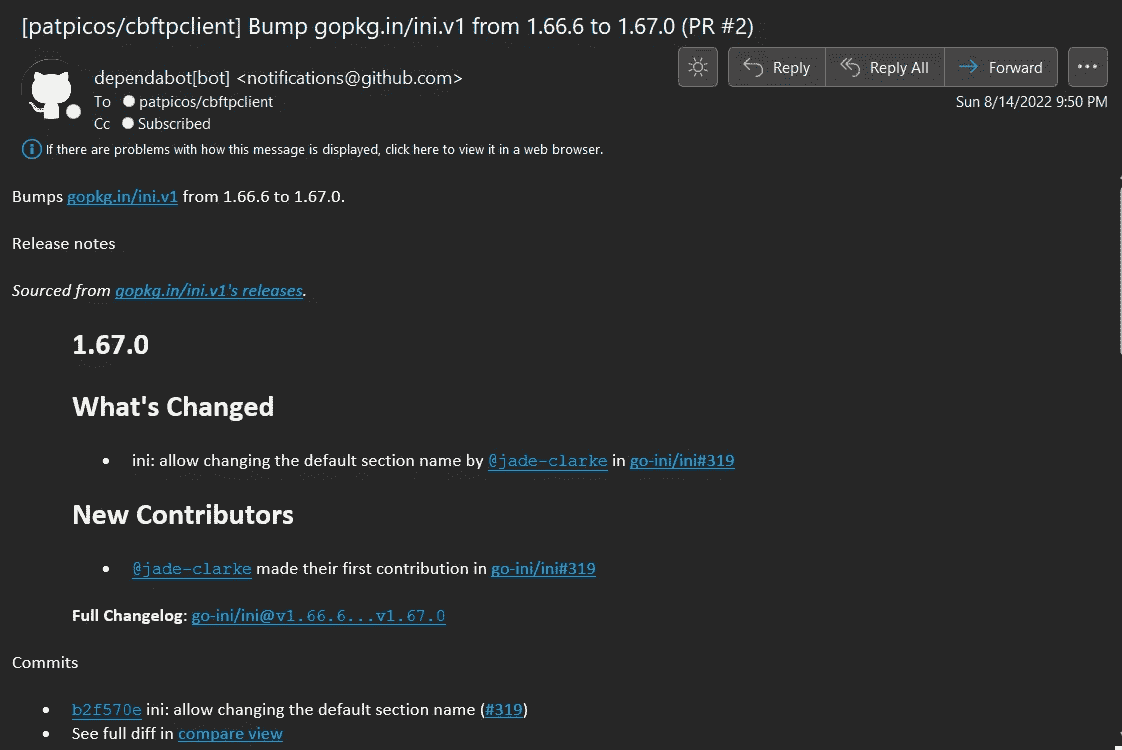 [patpicos/cbftpclient] Bump gopkg.in/ini.v1 from 1.66.6 to 1.67.0 (PR #2)
dependabot[bot] <notifications@github.com>
Reply
Reply All
Forward
To patpicos/cbftpclient
Sun 8/14/2022 9:50 PM
Cc Subscribed
If there are problems with how this message is displayed, click here to view it in a web browser.
Bumps gopkg.in/ini.v1 from 1.66.6 to 1.67.0.
Release notes
Sourced from gopkg.in/ini.v1's releases.
1.67.0
What's Changed
• ini: allow changing the default section name by @jade-clarke in go-ini/ini#319
New Contributors
• @jade-clarke made their first contribution in go-ini/ini#319
Full Changelog: go-ini/ini@v1.66.6...v1.67.0
Commits
• b2f570e ini: allow changing the default section name (#319)
• See full diff in compare view